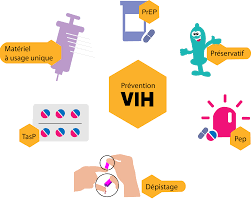 PrEP
Matériel
à usage unique
Préservatif
Prévention
VIH
TasP
Pep
Dépistage